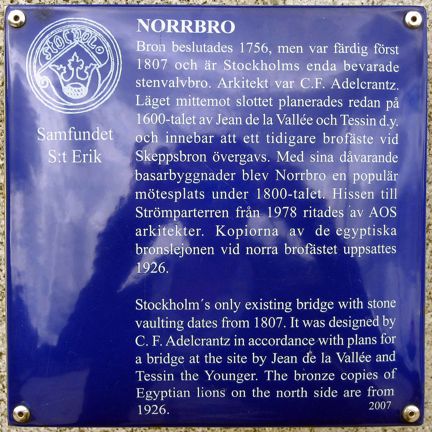 STOCHOLO
Samfundet
S:t Erik
NORRBRO
Bron beslutades 1756, men var färdig först
1807 och är Stockholms enda bevarade
stenvalvbro. Arkitekt var C.F. Adelcrantz.
Läget mittemot slottet planerades redan på
1600-talet av Jean de la Vallée och Tessin d.y.
och innebar att ett tidigare brofäste vid
Skeppsbron övergavs. Med sina dåvarande
basarbyggnader blev Norrbro en populär
mötesplats under 1800-talet. Hissen till
Strömparterren från 1978 ritades av AOS
arkitekter. Kopiorna av de egyptiska
bronslejonen vid norra brofästet uppsattes
1926.
Stockholm´s only existing bridge with stone
vaulting dates from 1807. It was designed by
C. F. Adelcrantz in accordance with plans for
a bridge at the site by Jean de la Vallée and
Tessin the Younger. The bronze copies of
Egyptian lions on the north side are from
1926.
2007